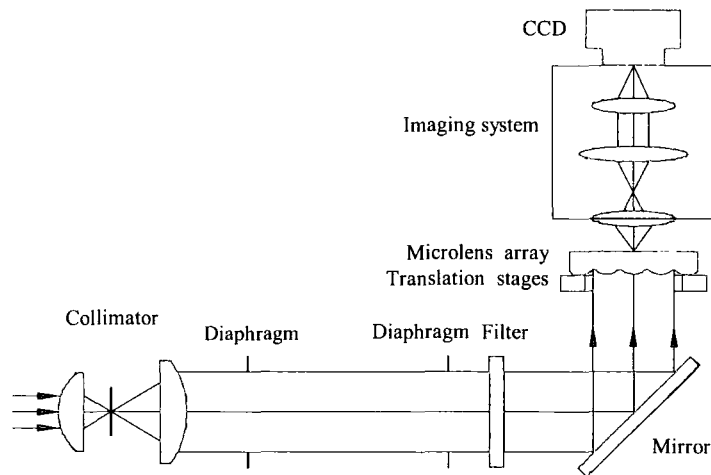 CCD
Imaging system
Microlens array
Translation stages
Collimator
Diaphragm
Diaphragm
Filter
Mirror